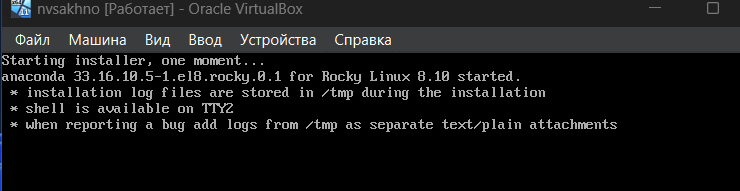 nvsakhno [Работает] - Oracle VirtualBox
Файл Машина Вид Ввод Устройства Справка
Starting installer, one moment...
anaconda 33.16.10.5-1.el8.rocky.0.1 for Rocky Linux 8.10 started.
* installation log files are stored in /tmp during the installation
* shell is available on TTY2
* when reporting a bug add logs from /tmp as separate text/plain attachments